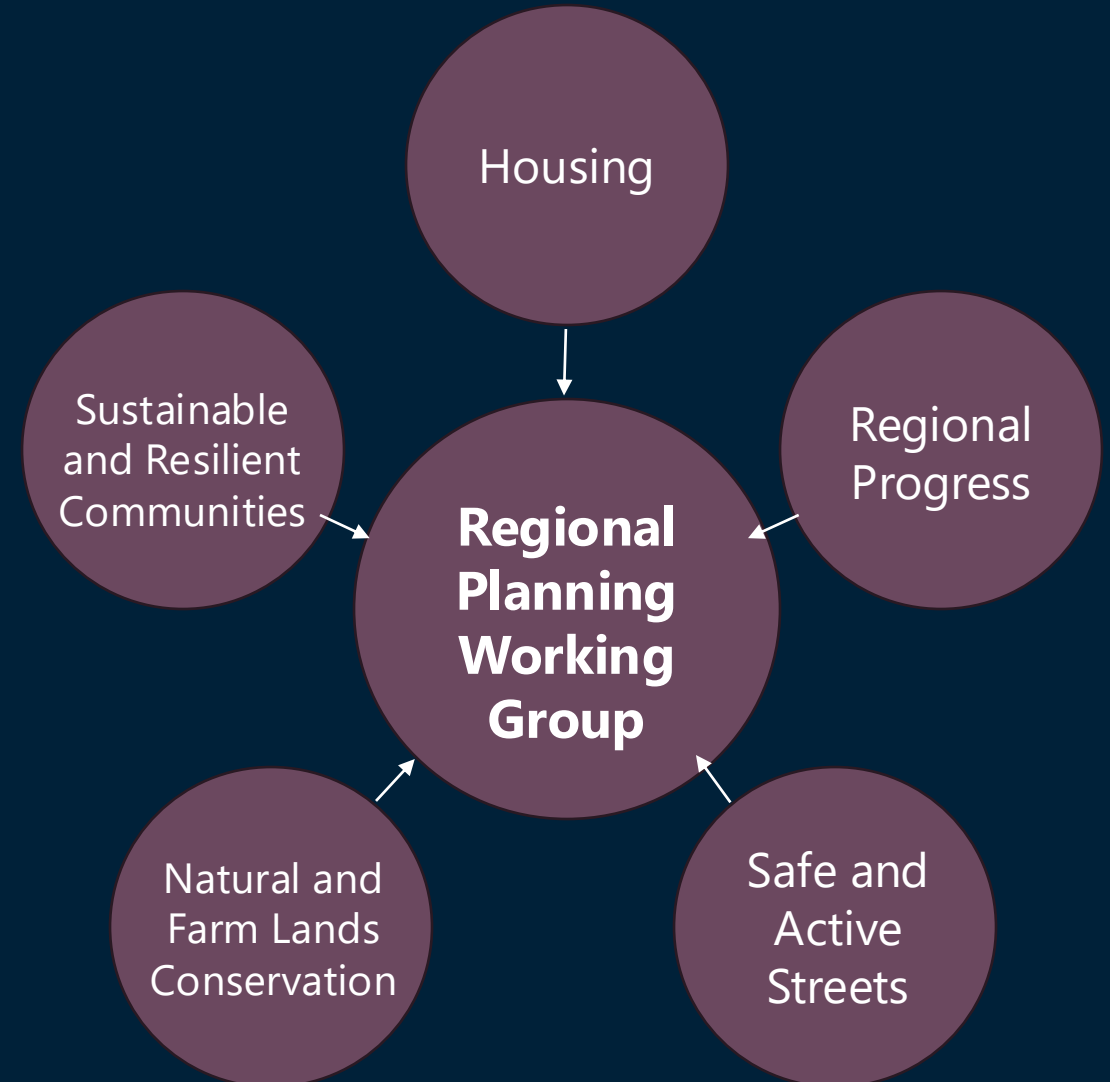 Housing
Sustainable
and Resilient
Communities
Regional
Progress
Regional
Planning
Working
Group
Natural and
Farm Lands
Conservation
Safe and
Active
Streets